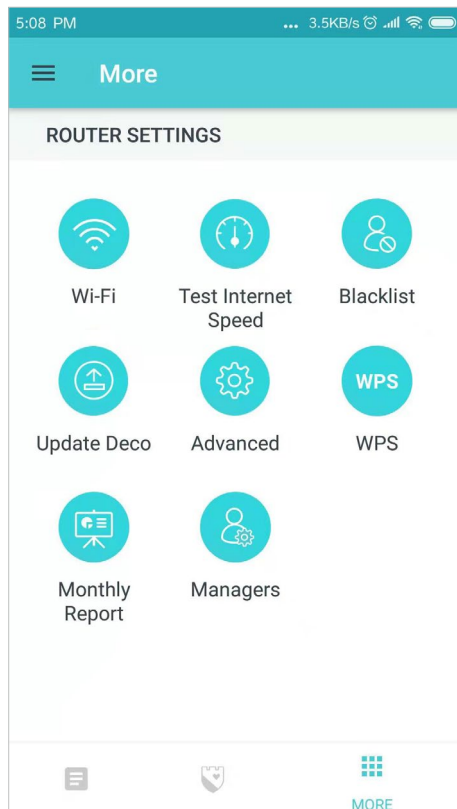 5:08 PM ... 3.5KB/s
More
ROUTER SETTINGS
Wi-Fi
Test Internet
Speed
Blacklist
WPS
Update Deco
Advanced
WPS
Monthly
Report
Managers
MORE